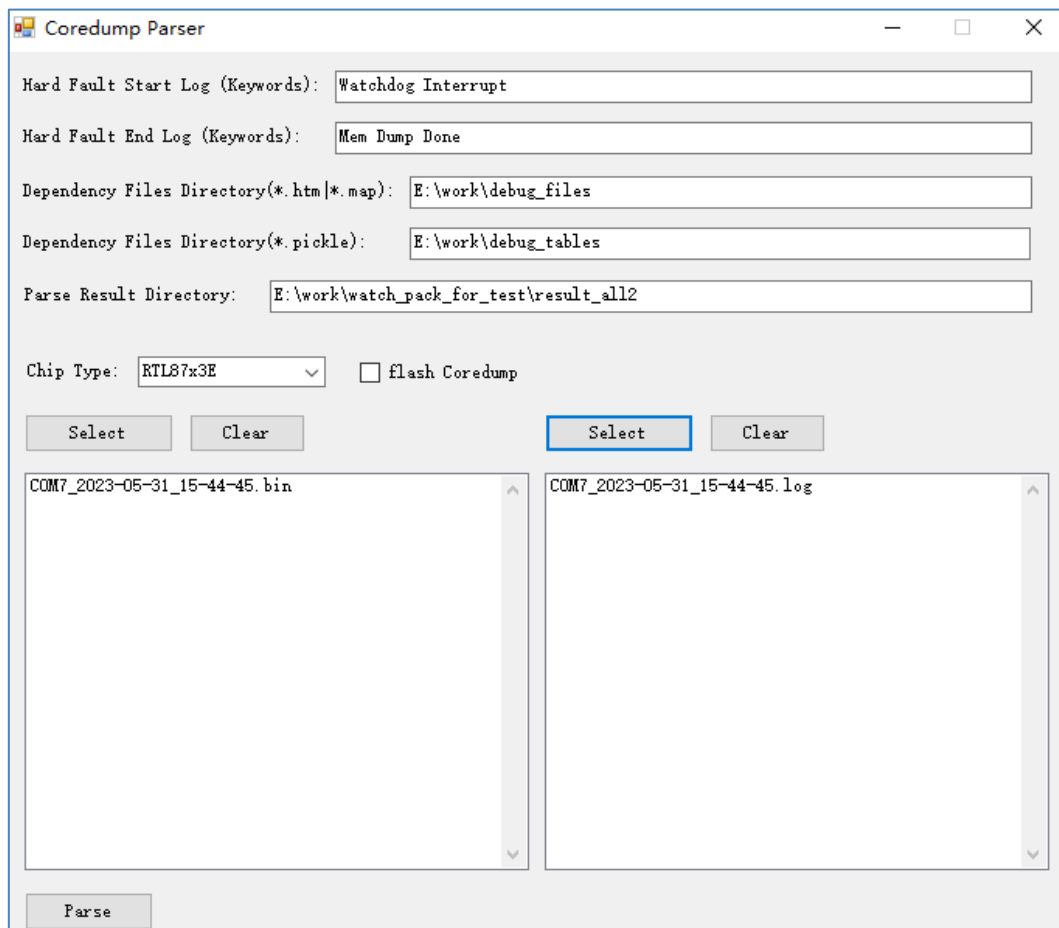 Coredump Parser
Hard Fault Start Log (Keywords): Watchdog Interrupt
Hard Fault End Log (Keywords): Mem Dump Done
Dependency Files Directory(*.htm|*.map): E:\work\debug_files
Dependency Files Directory(*.pickle): E:\work\debug_tables
Parse Result Directory: E:\work\watch_pack_for_test\result_all2
Chip Type: RTL87x3E flash Coredump
Select Clear Select Clear
COM7_2023-05-31_15-44-45.bin COM7_2023-05-31_15-44-45.log
Parse